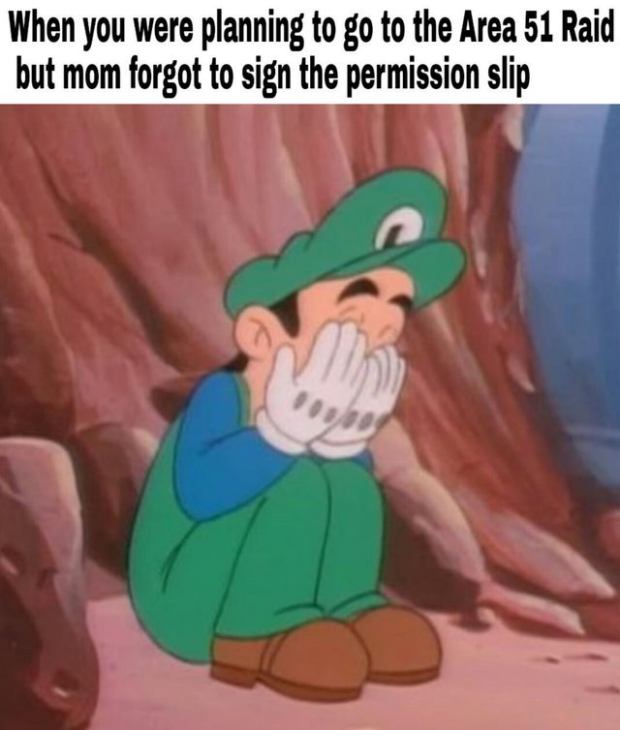 When you were planning to go to the Area 51 Raid
but mom forgot to sign the permission slip
L